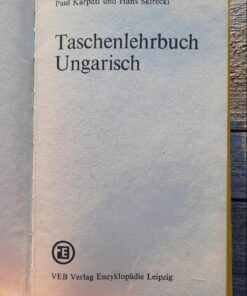 Paul Kárpáti und Hans Skirecki
Taschenlehrbuch
Ungarisch
VEB Verlag Enzyklopädie Leipzig